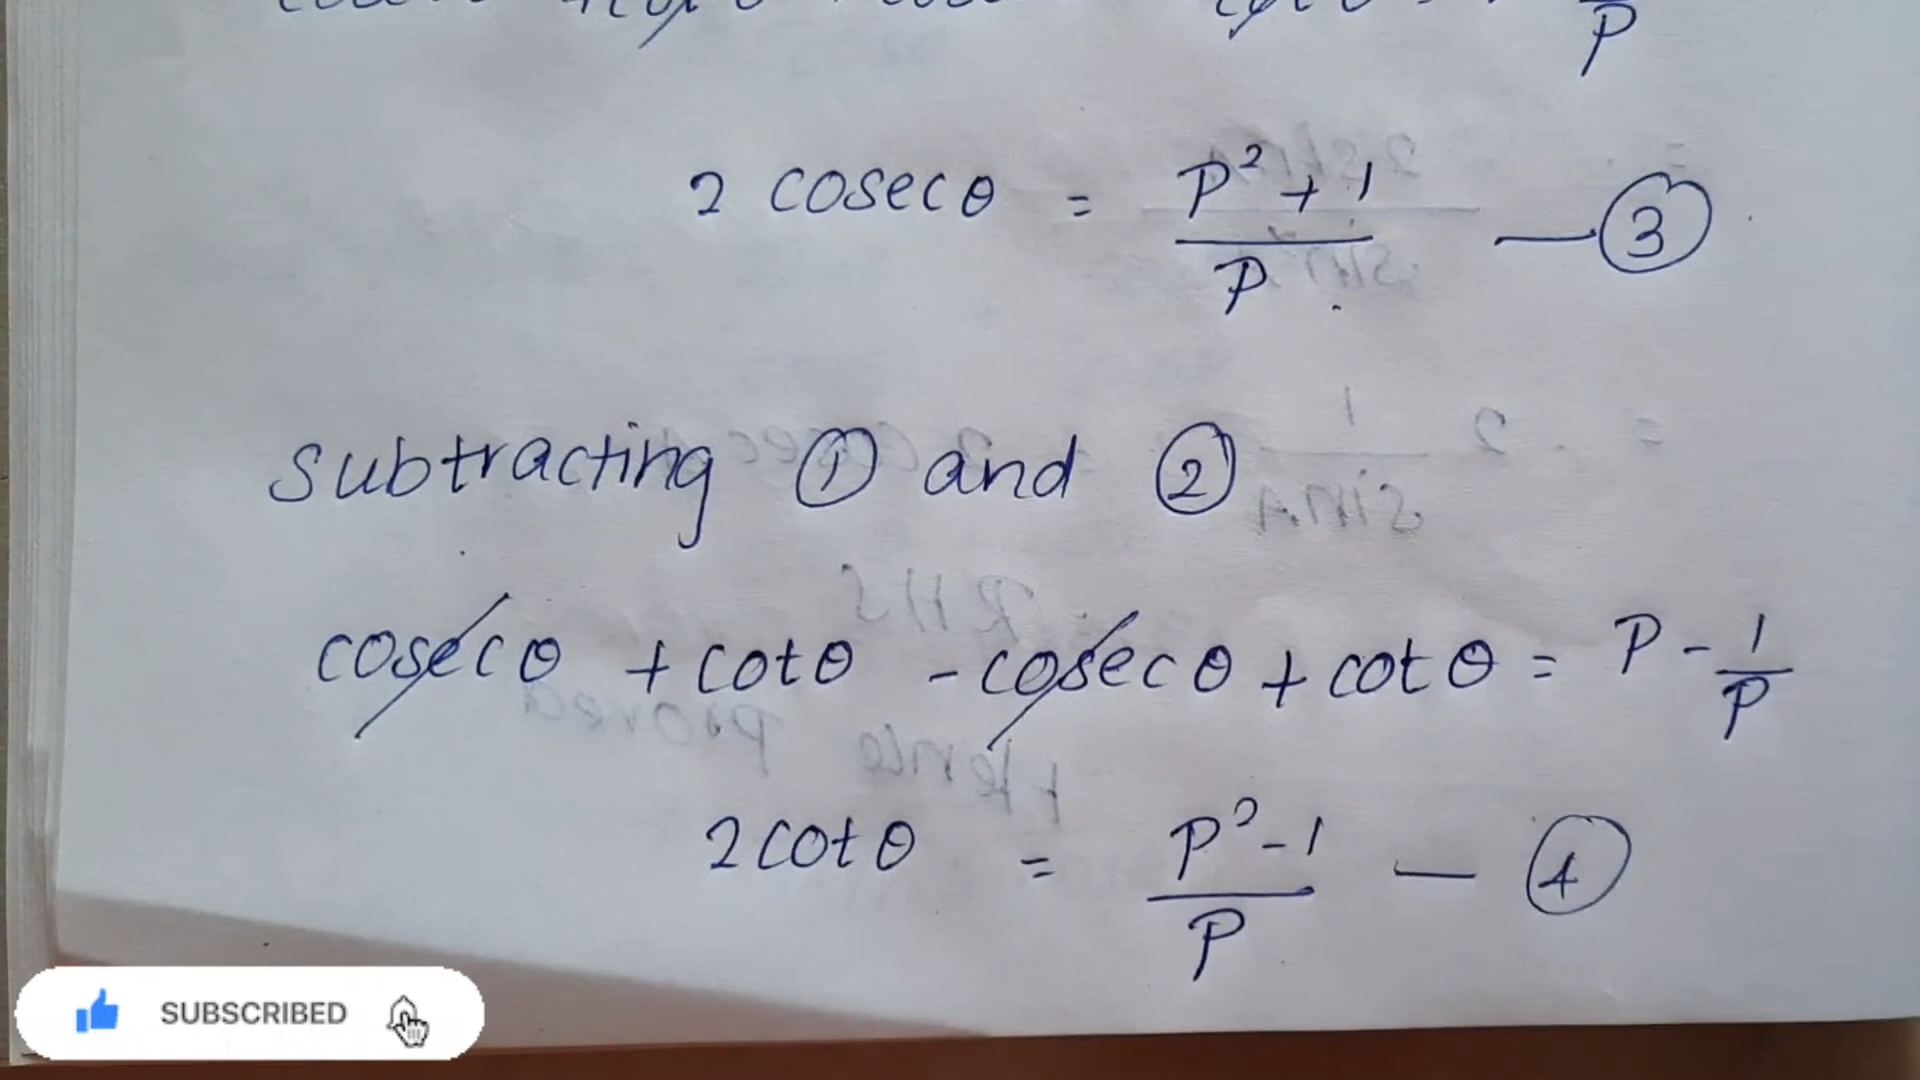 P
2 cosecθ = P² + 1 / P — ③
subtracting ① and ②
cosecθ + cotθ - cosecθ + cotθ = P - 1/P
2cotθ = P² - 1 / P — ④
SUBSCRIBED